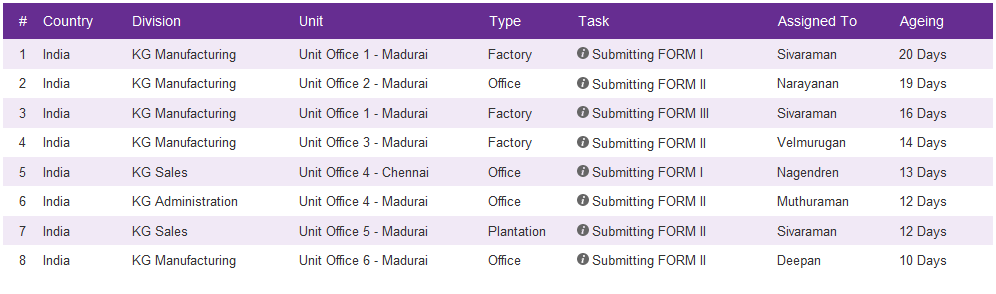 # Country Division Unit Type Task Assigned To Ageing
1 India KG Manufacturing Unit Office 1 - Madurai Factory Submitting FORM I Sivaraman 20 Days
2 India KG Manufacturing Unit Office 2 - Madurai Office Submitting FORM II Narayanan 19 Days
3 India KG Manufacturing Unit Office 1 - Madurai Factory Submitting FORM III Sivaraman 16 Days
4 India KG Manufacturing Unit Office 3 - Madurai Factory Submitting FORM II Velmurugan 14 Days
5 India KG Sales Unit Office 4 - Chennai Office Submitting FORM I Nagendren 13 Days
6 India KG Administration Unit Office 4 - Madurai Office Submitting FORM II Muthuraman 12 Days
7 India KG Sales Unit Office 5 - Madurai Plantation Submitting FORM II Sivaraman 12 Days
8 India KG Manufacturing Unit Office 6 - Madurai Office Submitting FORM II Deepan 10 Days